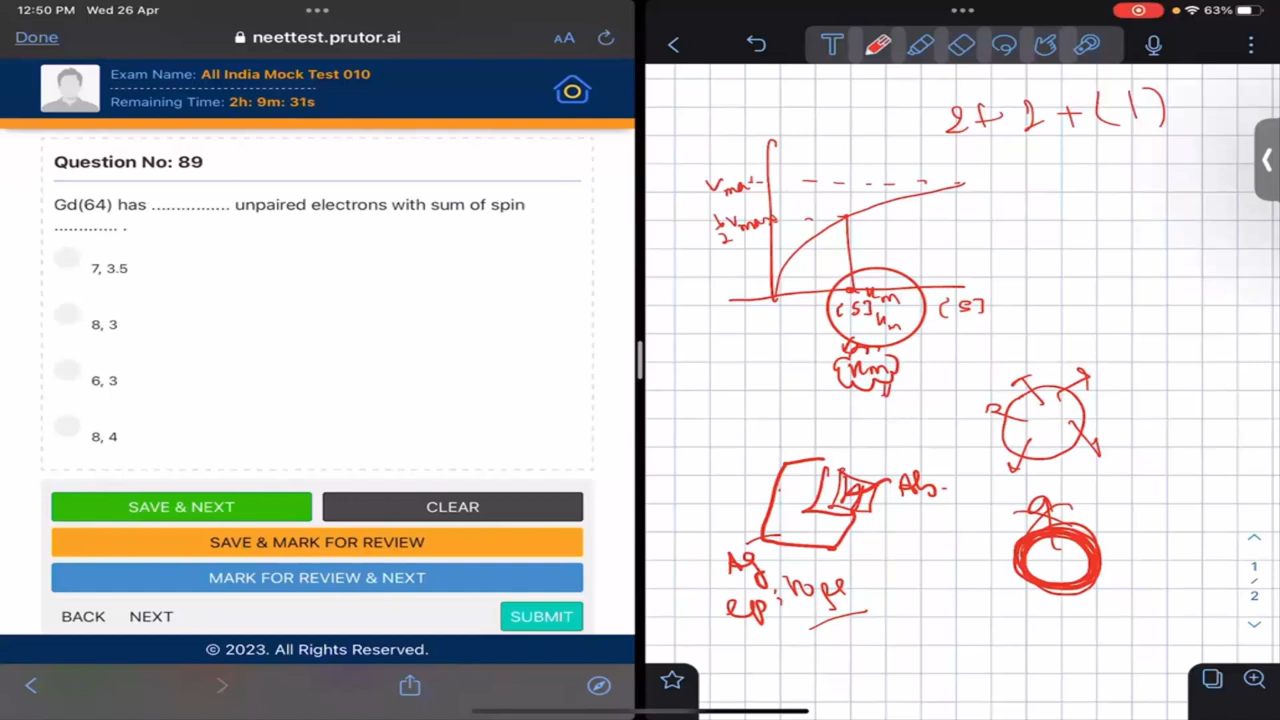 12:50 PM Wed 26 Apr
63%
Done
neettest.prutor.ai
AA
Exam Name: All India Mock Test 010
Remaining Time: 2h: 9m: 31s
Question No: 89
Gd(64) has ................ unpaired electrons with sum of spin
............. .
7, 3.5
8, 3
6, 3
8, 4
SAVE & NEXT
CLEAR
SAVE & MARK FOR REVIEW
MARK FOR REVIEW & NEXT
BACK
NEXT
SUBMIT
© 2023. All Rights Reserved.
T
2 + 2 + (1)
Vmax
1/2 Vmax
[S]
[S]
Km
Ag
1
/
2